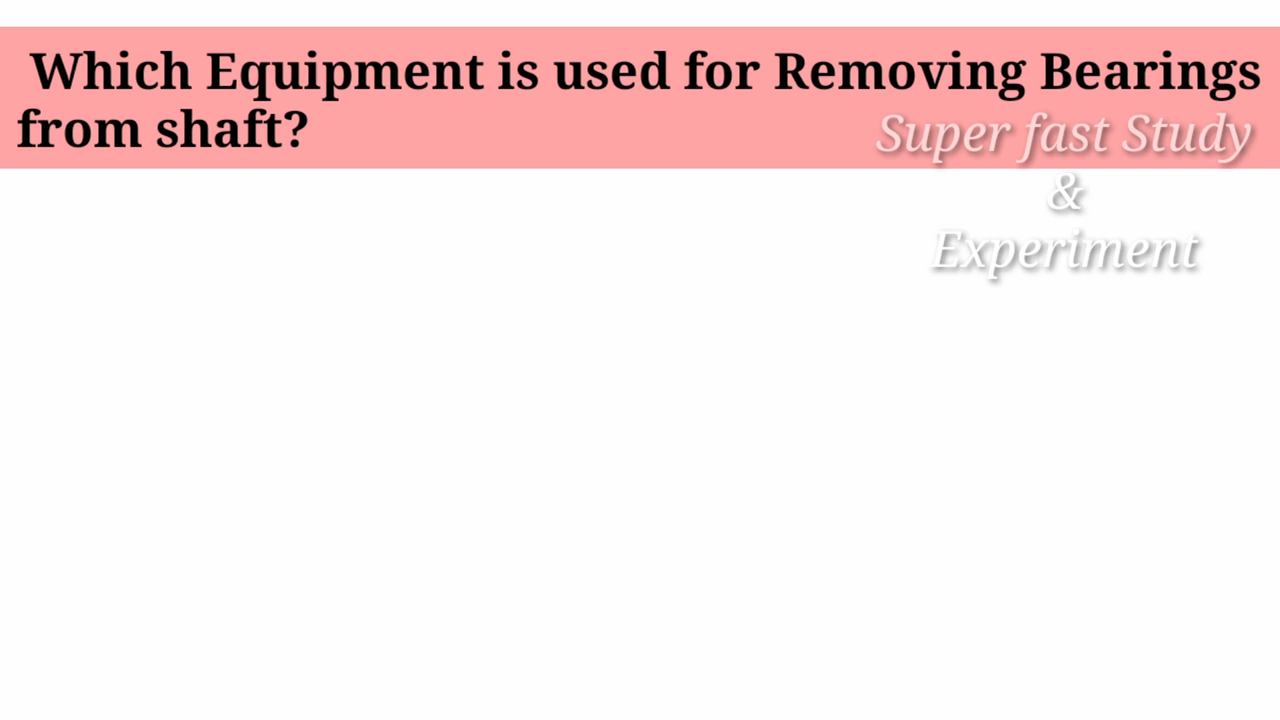 Which Equipment is used for Removing Bearings
from shaft?
Super fast Study
&
Experiment